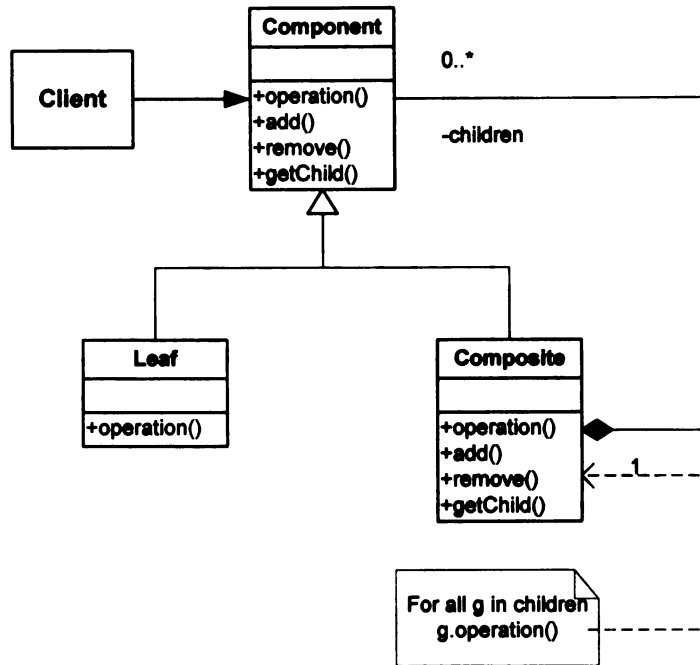 Component
0..*
Client
+operation()
+add()
-children
+remove()
+getChild()
Leaf
Composite
+operation()
+operation()
+add()
1
+remove()
+getChild()
For all g in children
g.operation()